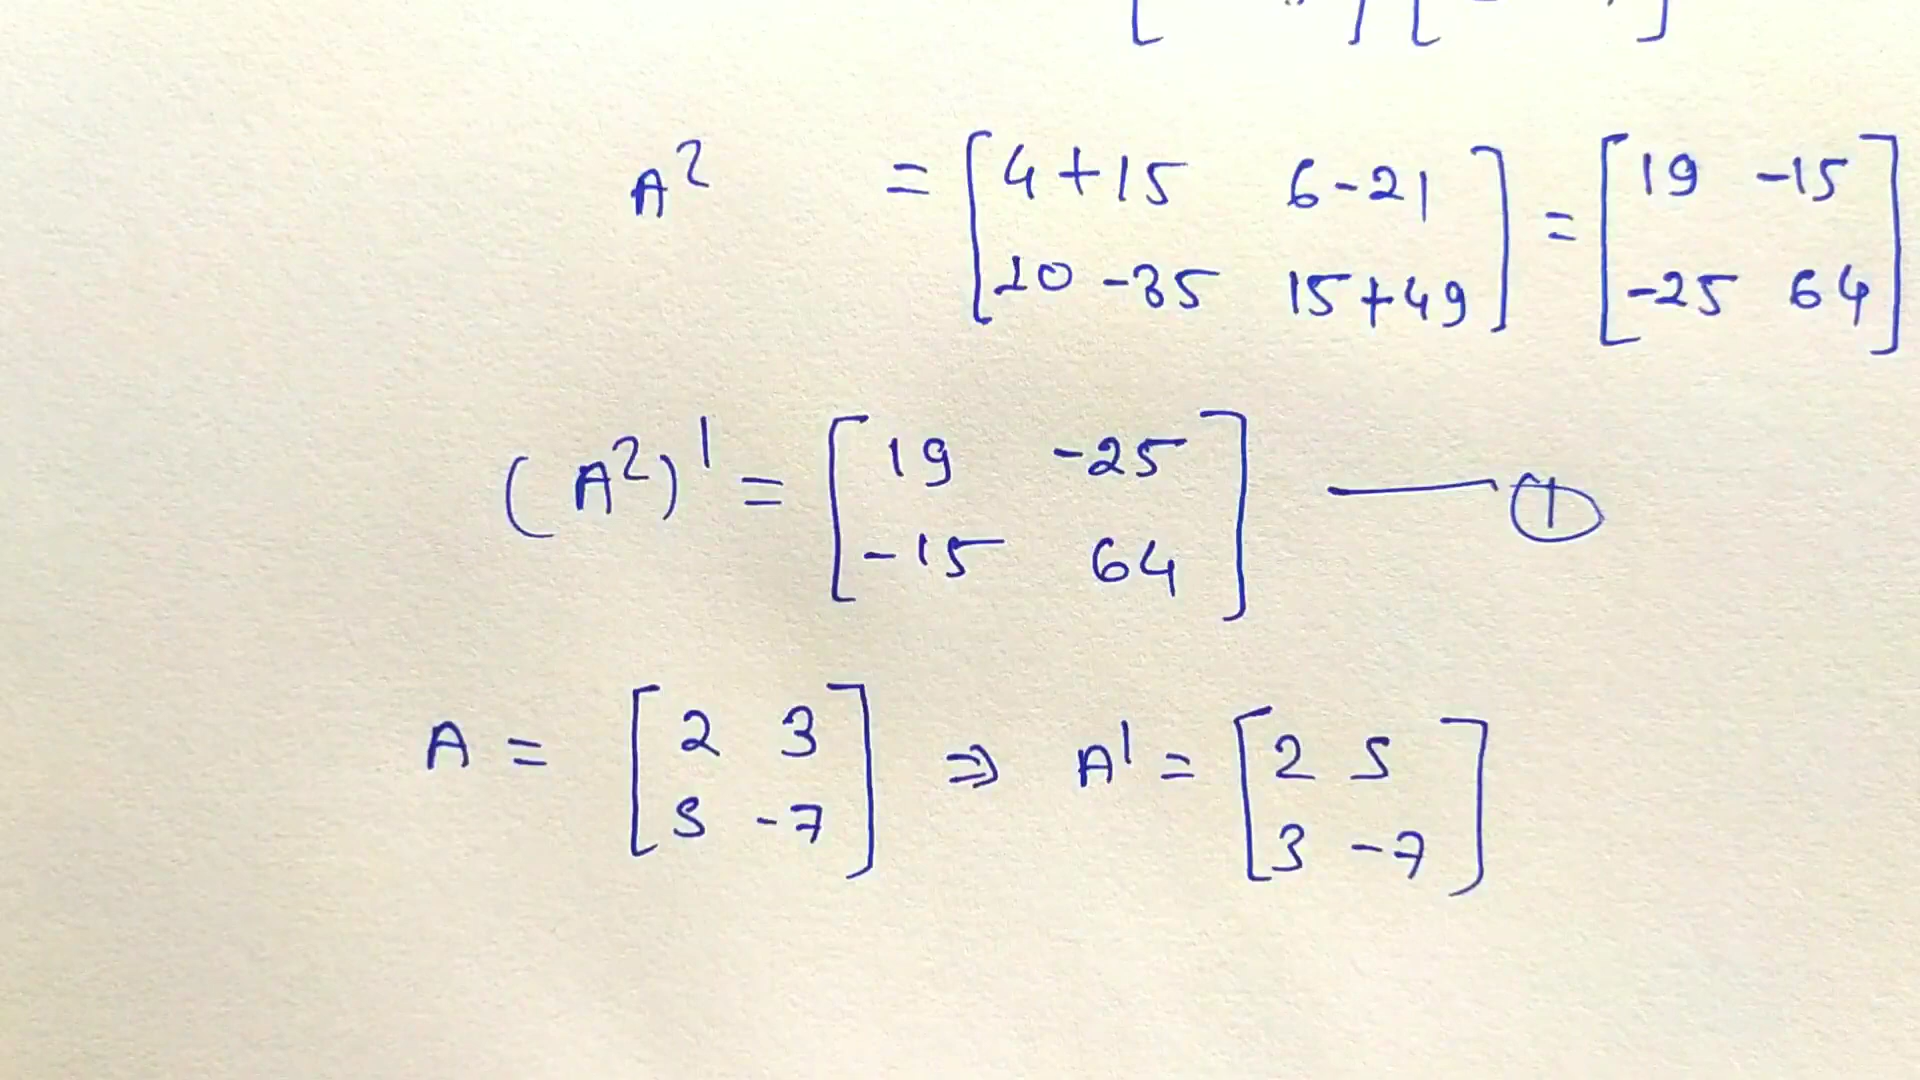 A² = [4+15 6-21] = [19 -15]
[10 -35 15+49] [-25 64]
(A²)' = [19 -25] — ①
[-15 64]
A = [2 3] ⇒ A' = [2 5]
[5 -7] [3 -7]